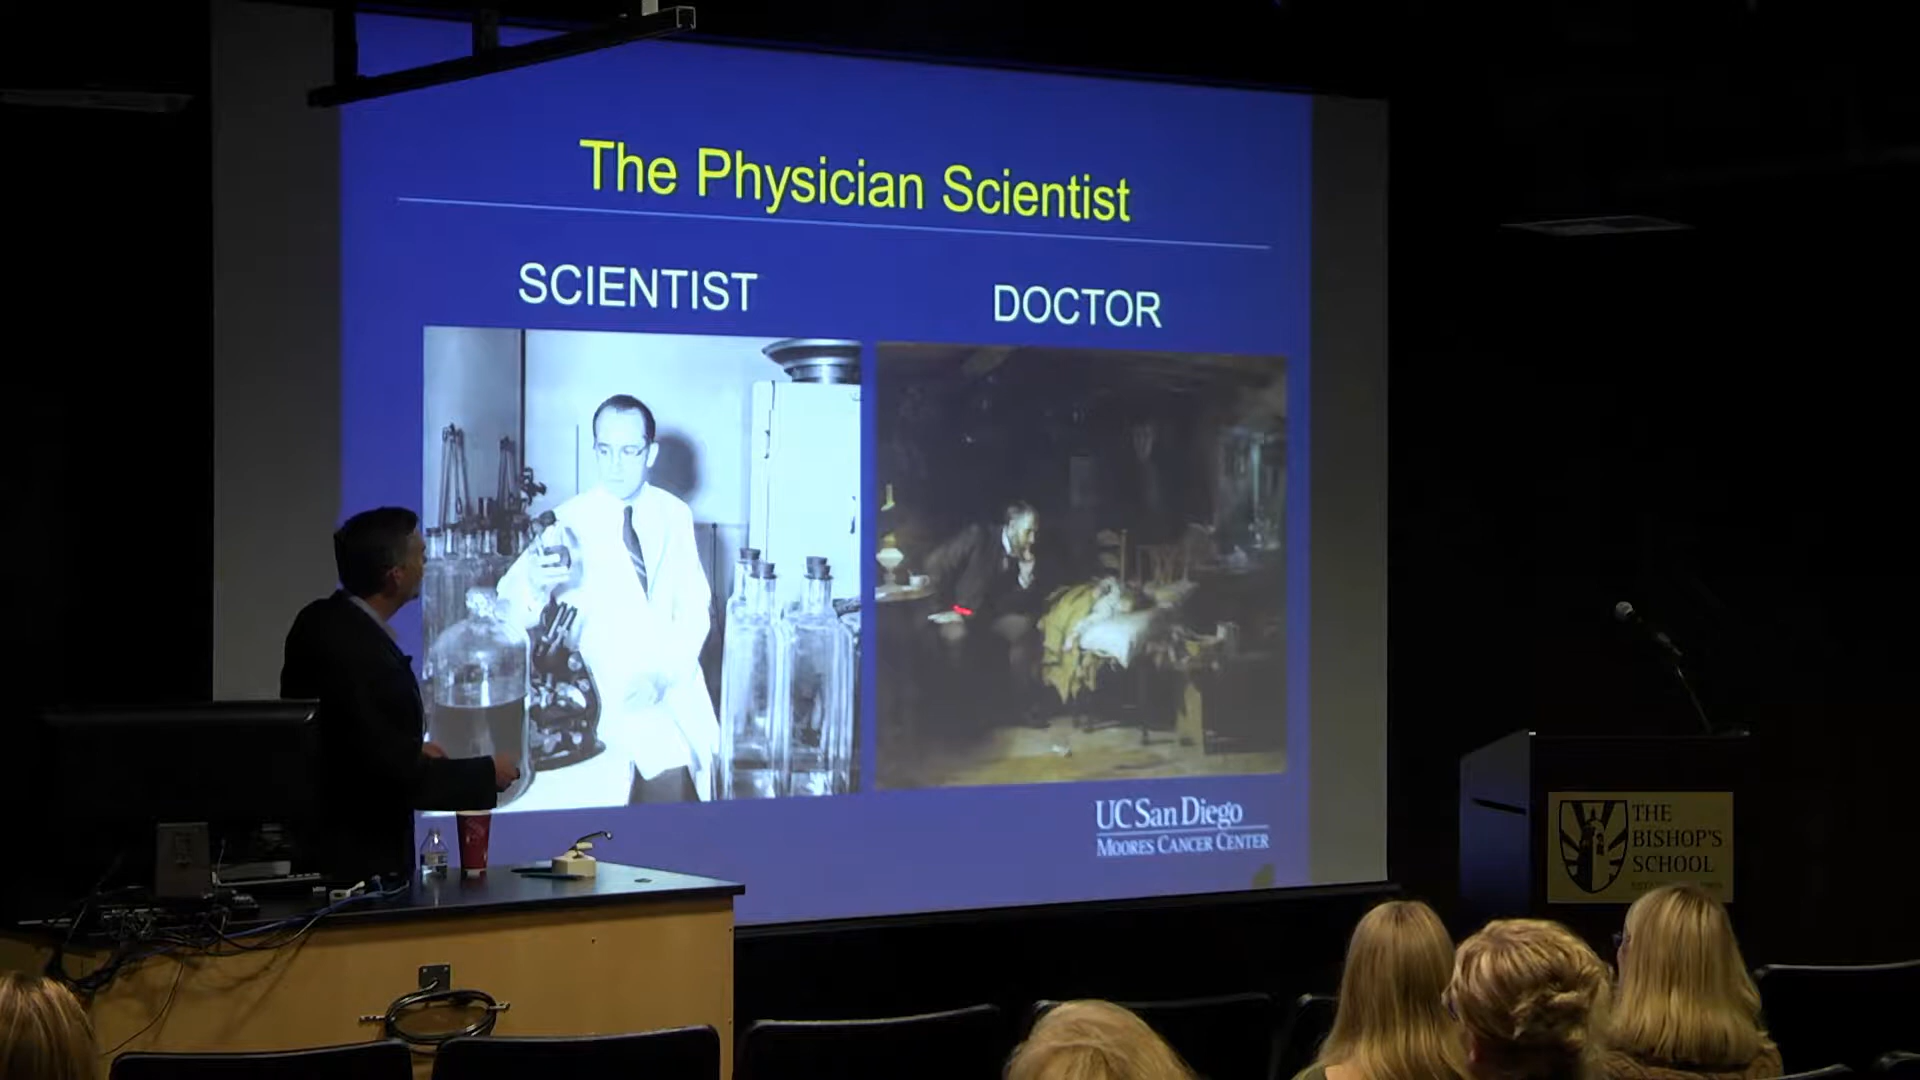 The Physician Scientist
SCIENTIST
DOCTOR
UC San Diego
MOORES CANCER CENTER
THE
BISHOP'S
SCHOOL